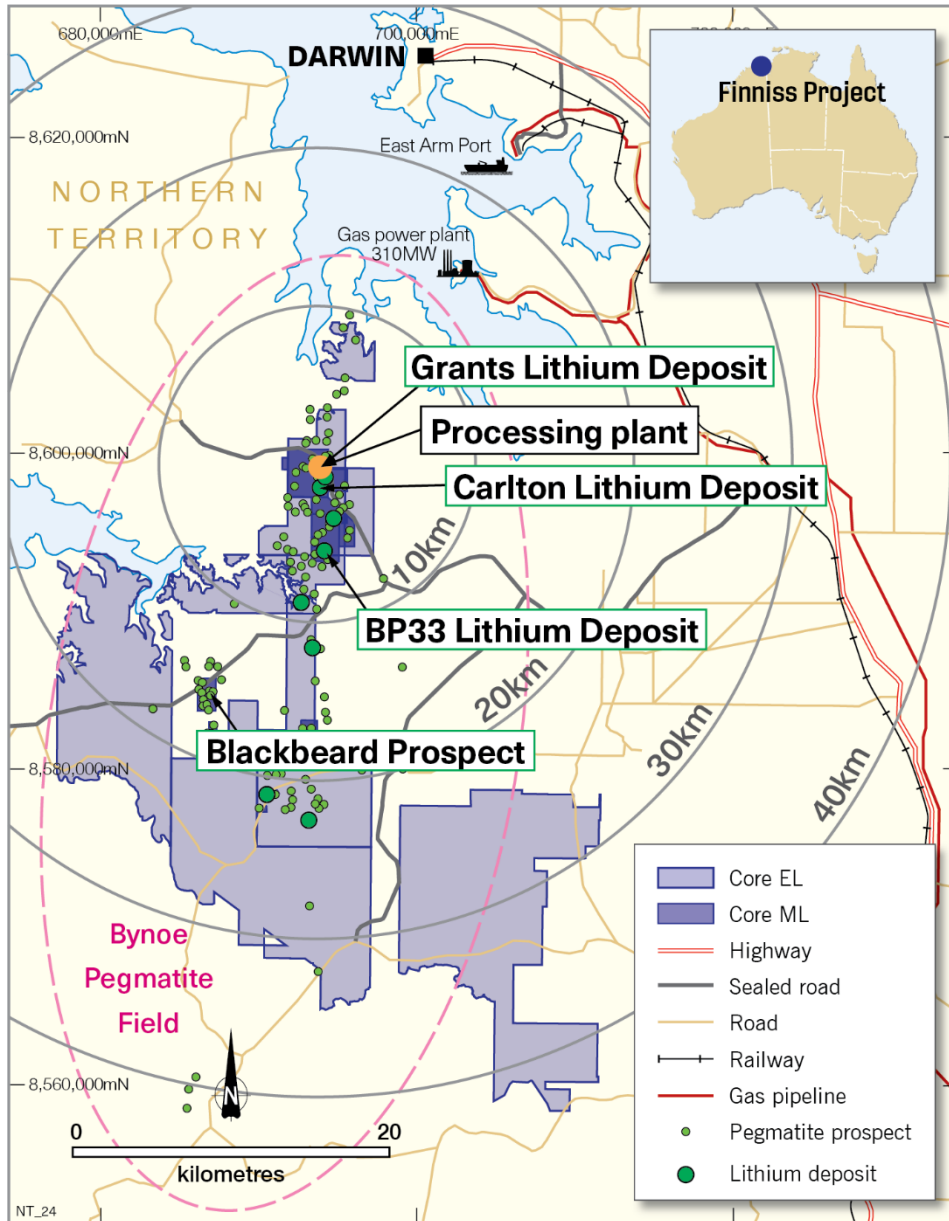 680,000mE
700,000mE
DARWIN
Finniss Project
8,620,000mN
East Arm Port
NORTHERN
TERRITORY
Gas power plant
310MW
Grants Lithium Deposit
Processing plant
8,600,000mN
Carlton Lithium Deposit
10km
BP33 Lithium Deposit
20km
Blackbeard Prospect
30km
8,580,000mN
40km
Core EL
Core ML
Highway
Sealed road
Road
Railway
Gas pipeline
Pegmatite prospect
Lithium deposit
Bynoe
Pegmatite
Field
8,560,000mN
N
0 20
kilometres
NT_24